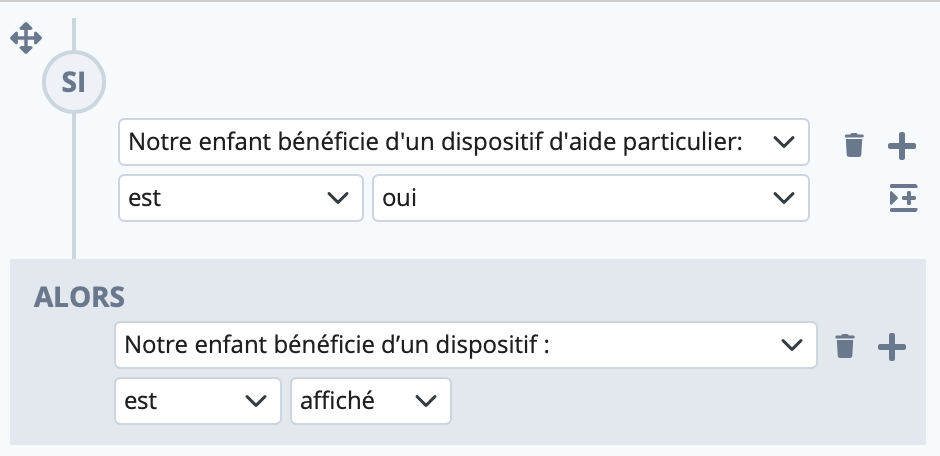 SI
Notre enfant bénéficie d'un dispositif d'aide particulier:
est oui
ALORS
Notre enfant bénéficie d’un dispositif :
est affiché